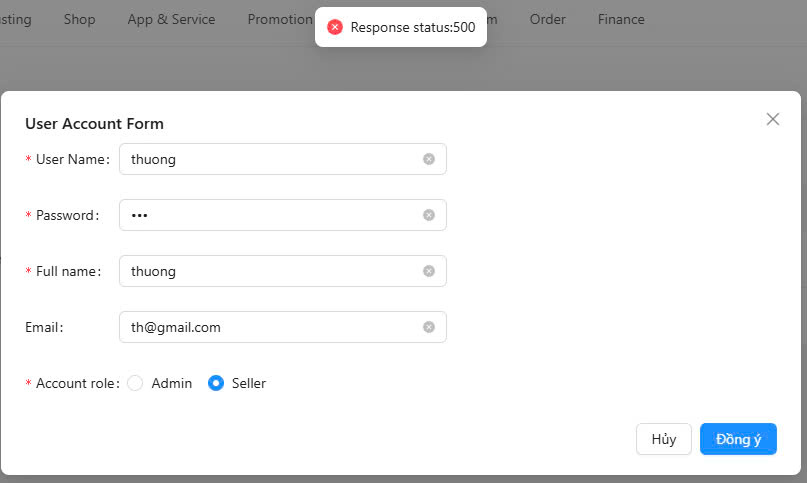 Shop App & Service Promotion Order Finance
Response status:500
User Account Form
* User Name: thuong
* Password: •••
* Full name: thuong
Email: th@gmail.com
* Account role: Admin Seller
Hủy Đồng ý